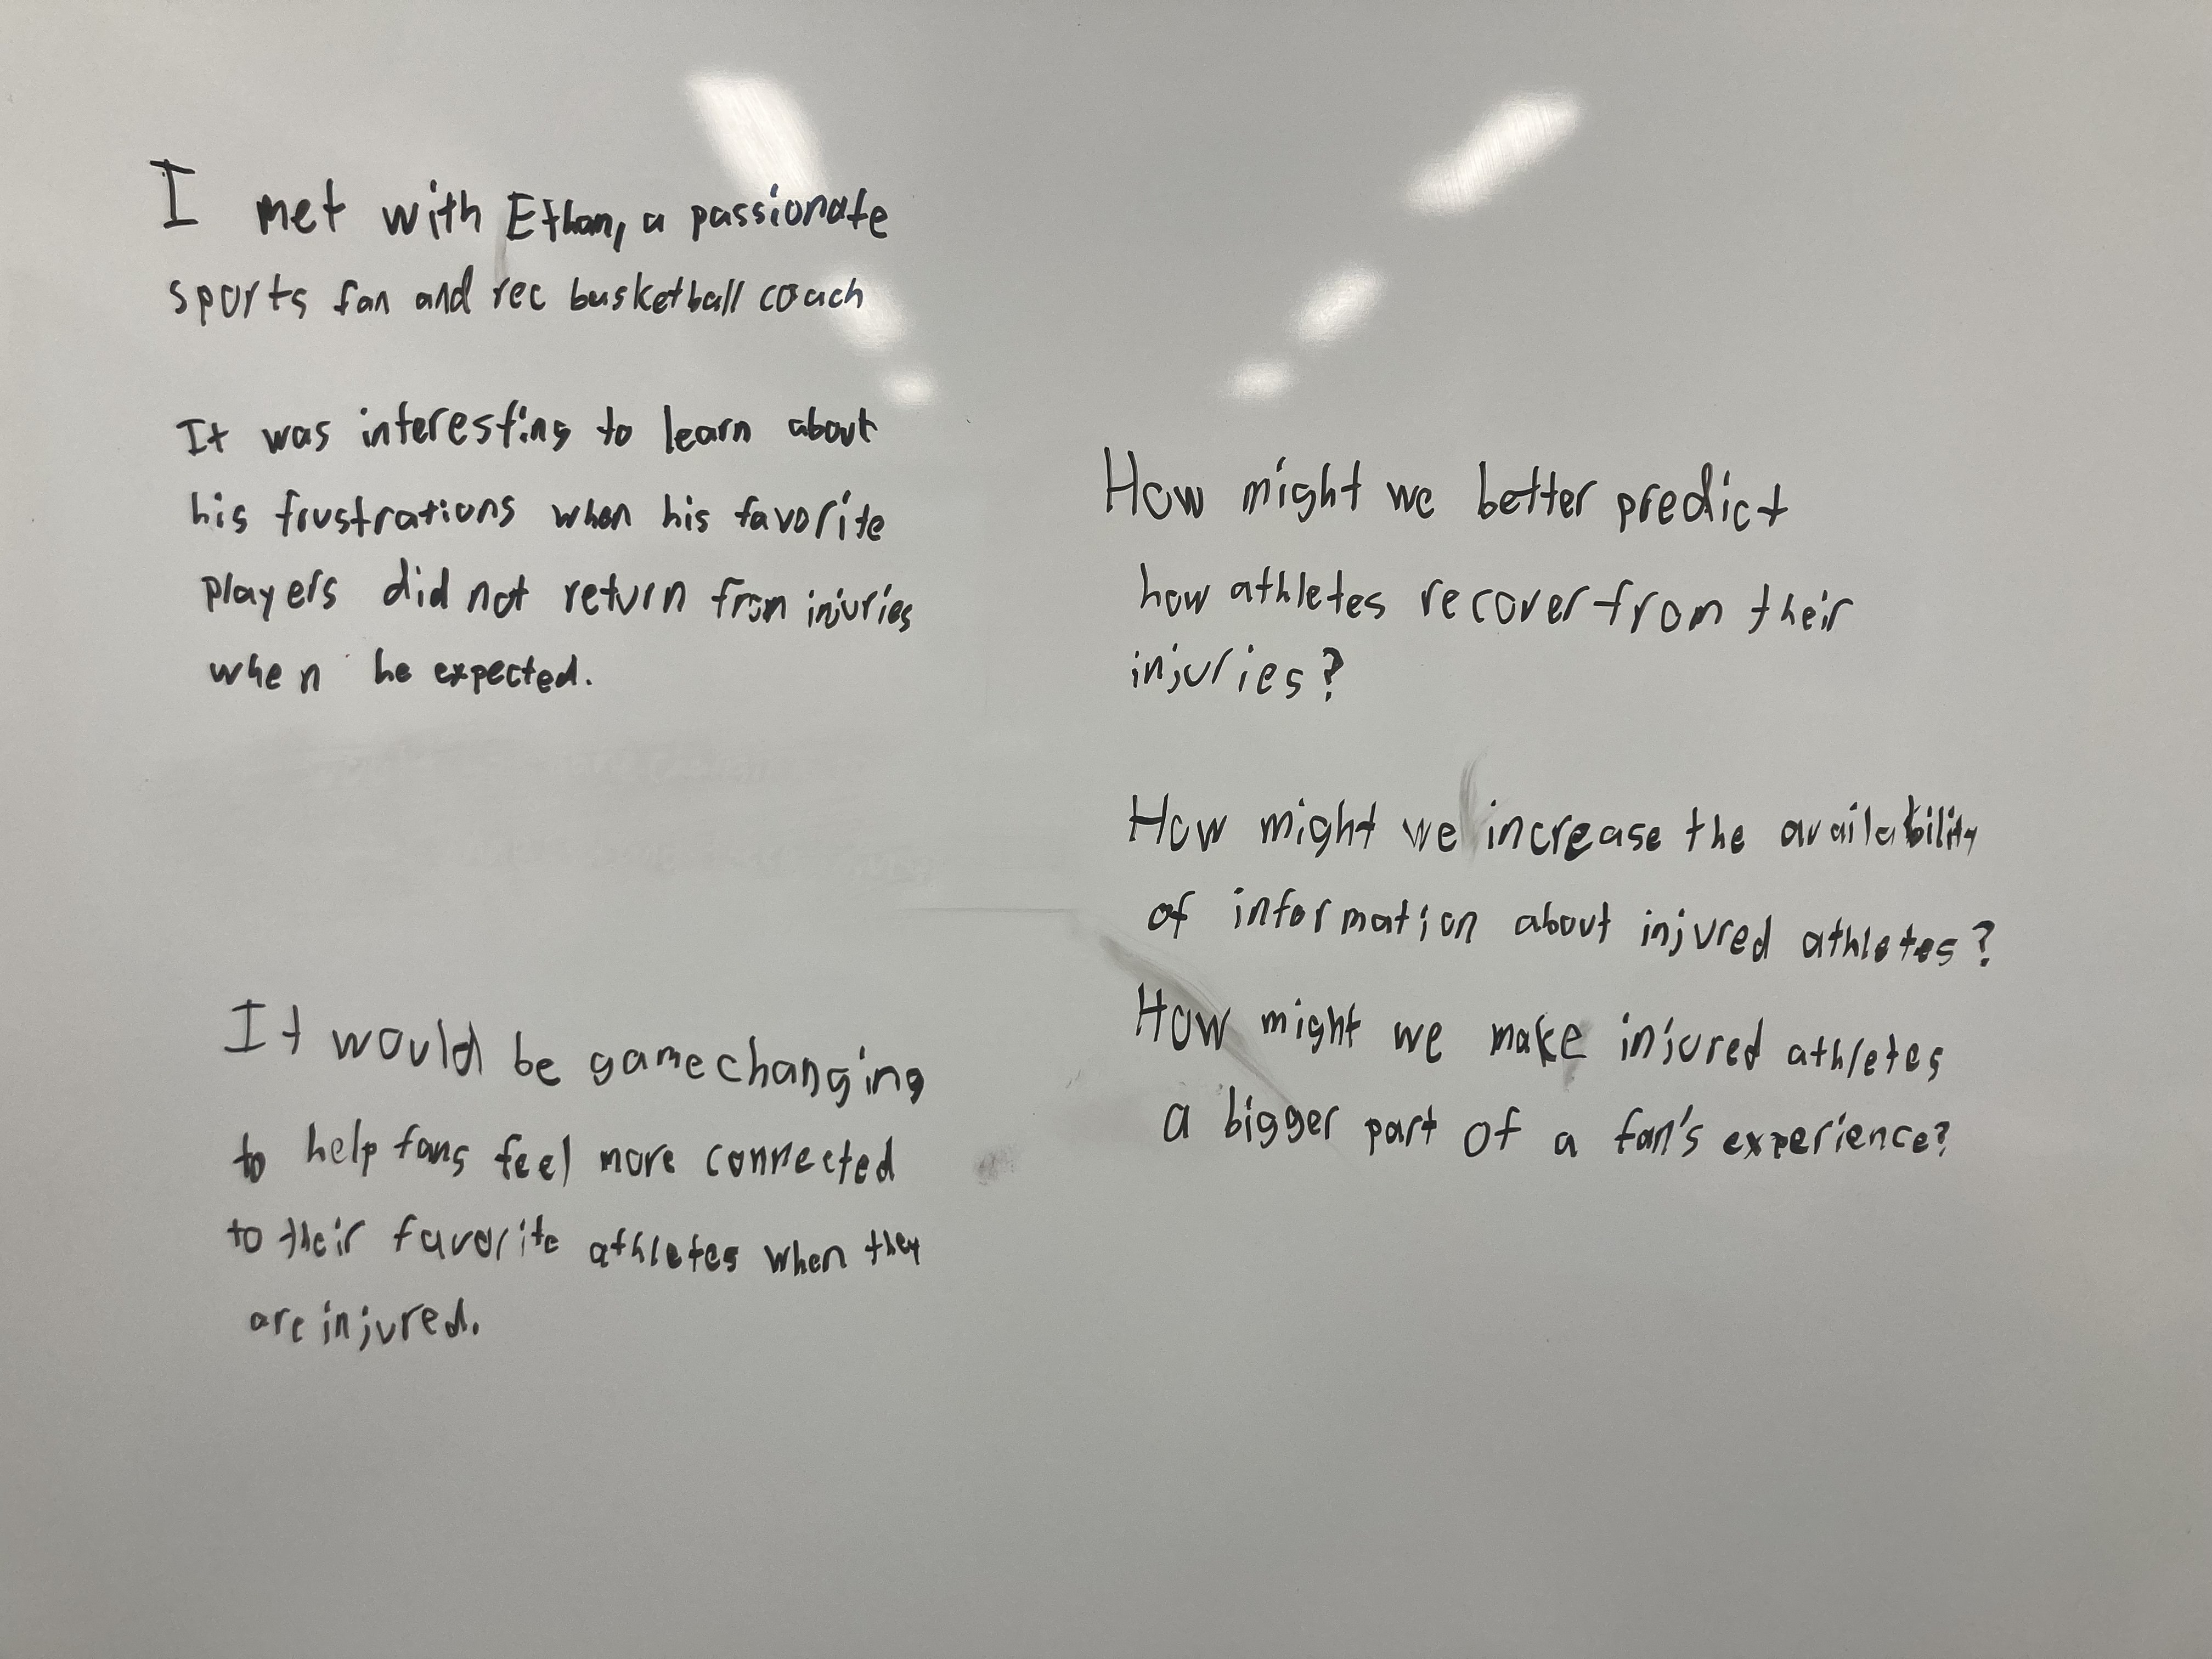 I met with Ethan, a passionate
sports fan and rec basketball coach
It was interesting to learn about
his frustrations when his favorite
players did not return from injuries
when he expected.
It would be gamechanging
to help fans feel more connected
to their favorite athletes when they
are injured.
How might we better predict
how athletes recover from their
injuries?
How might we increase the availability
of information about injured athletes?
How might we make injured athletes
a bigger part of a fan's experience?